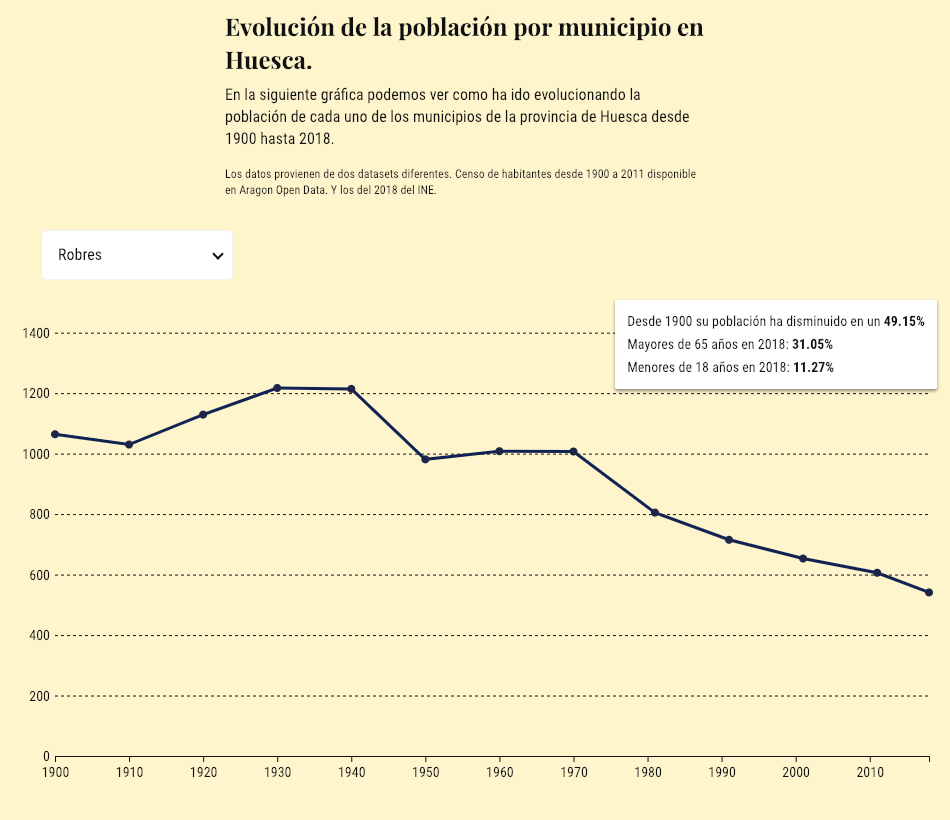 Evolución de la población por municipio en
Huesca.
En la siguiente gráfica podemos ver como ha ido evolucionando la
población de cada uno de los municipios de la provincia de Huesca desde
1900 hasta 2018.
Los datos provienen de dos datasets diferentes. Censo de habitantes desde 1900 a 2011 disponible
en Aragon Open Data. Y los del 2018 del INE.
Robres
Desde 1900 su población ha disminuido en un 49.15%
Mayores de 65 años en 2018: 31.05%
Menores de 18 años en 2018: 11.27%
1400
1200
1000
800
600
400
200
0
1900 1910 1920 1930 1940 1950 1960 1970 1980 1990 2000 2010